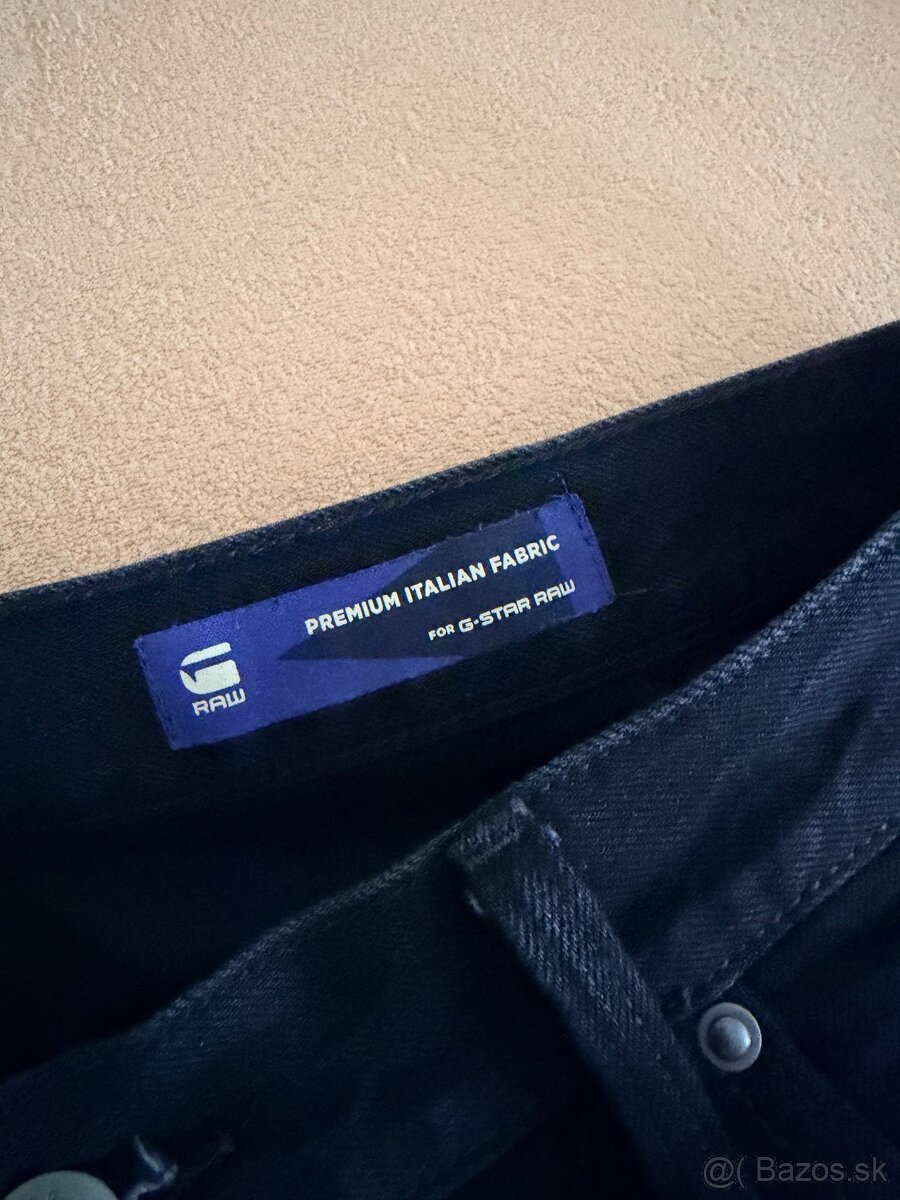 PREMIUM ITALIAN FABRIC
FOR G-STAR RAW
G
RAW
@( Bazos.sk